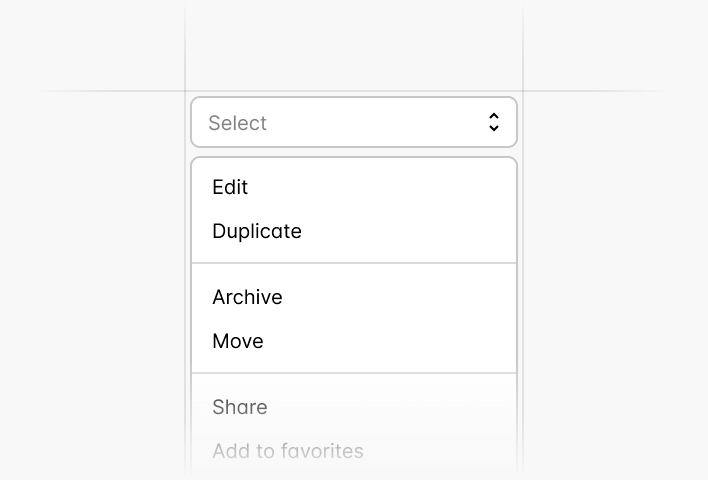 Select
Edit
Duplicate
Archive
Move
Share
Add to favorites